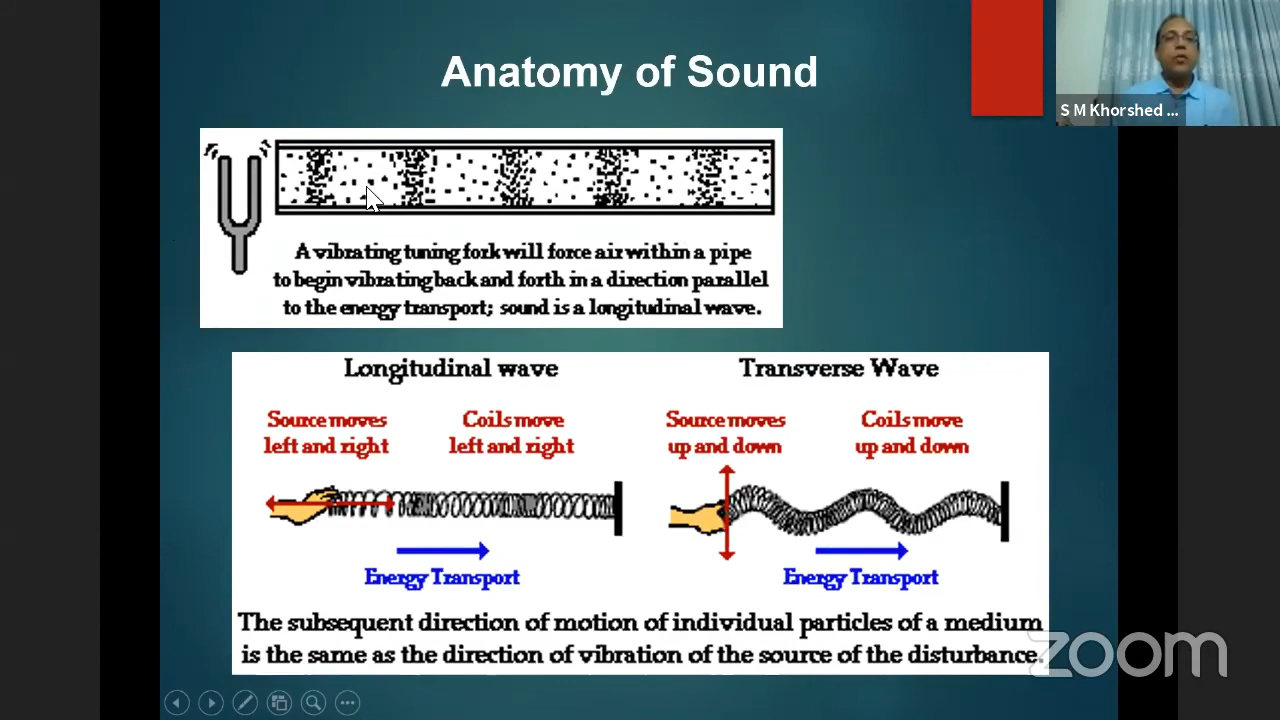 Anatomy of Sound
S M Khorshed ...
A vibrating tuning fork will force air within a pipe
to begin vibrating back and forth in a direction parallel
to the energy transport; sound is a longitudinal wave.
Longitudinal wave
Transverse Wave
Source moves
left and right
Coils move
left and right
Source moves
up and down
Coils move
up and down
Energy Transport
Energy Transport
The subsequent direction of motion of individual particles of a medium
is the same as the direction of vibration of the source of the disturbance.
zoom